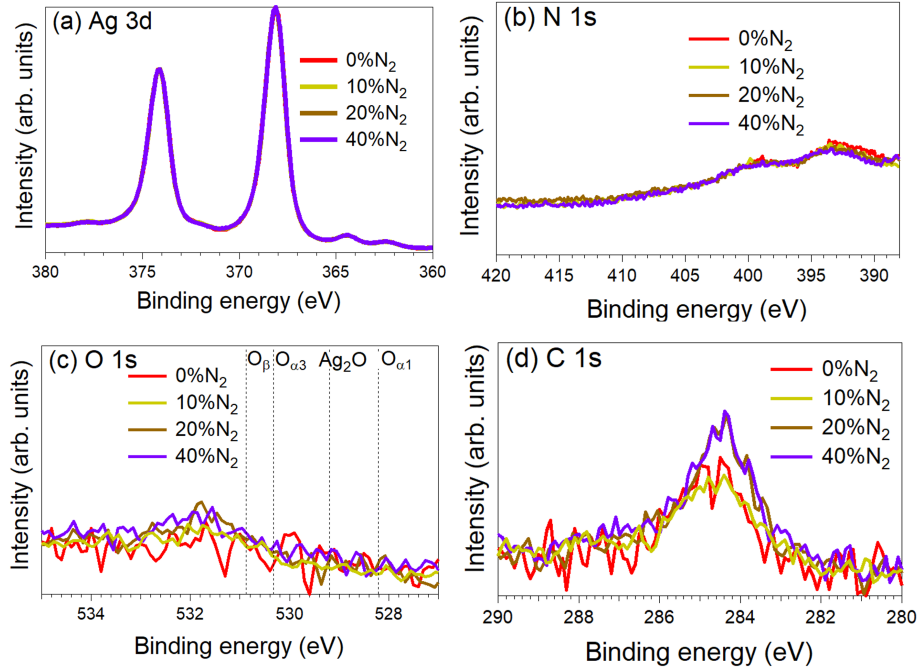 (a) Ag 3d
0%N₂
10%N₂
20%N₂
40%N₂
Intensity (arb. units)
380 375 370 365 360
Binding energy (eV)
(b) N 1s
0%N₂
10%N₂
20%N₂
40%N₂
Intensity (arb. units)
420 415 410 405 400 395 390
Binding energy (eV)
(c) O 1s
Oβ Oα3 Ag₂O Oα1
0%N₂
10%N₂
20%N₂
40%N₂
Intensity (arb. units)
534 532 530 528
Binding energy (eV)
(d) C 1s
0%N₂
10%N₂
20%N₂
40%N₂
Intensity (arb. units)
290 288 286 284 282 280
Binding energy (eV)